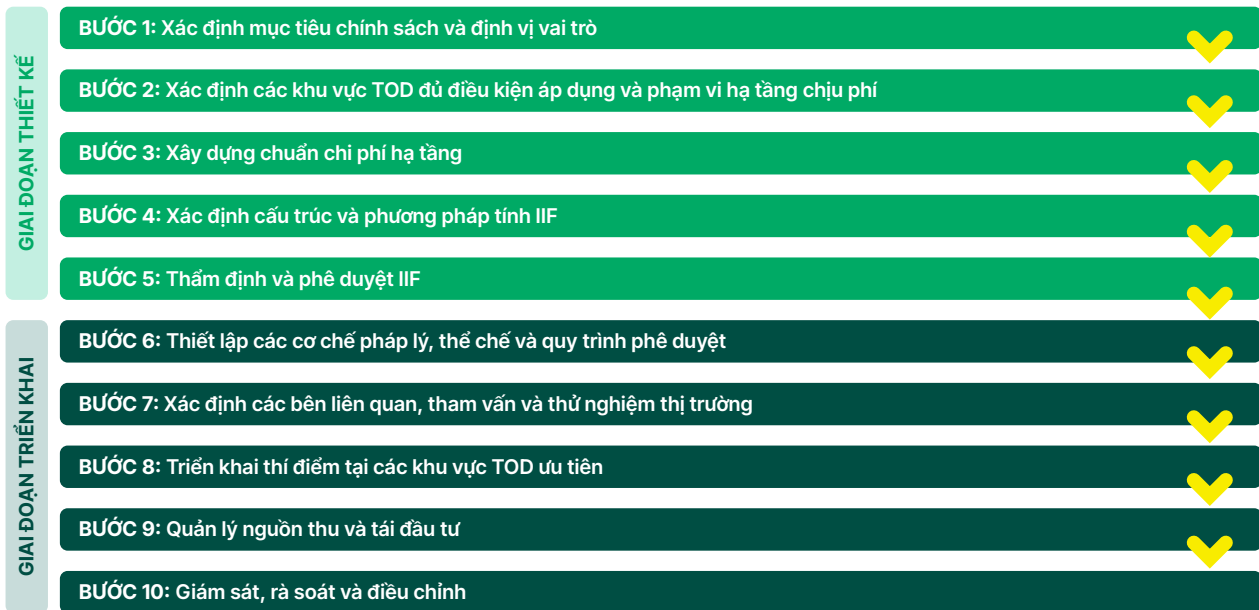 GIAI ĐOẠN THIẾT KẾ
BƯỚC 1: Xác định mục tiêu chính sách và định vị vai trò
BƯỚC 2: Xác định các khu vực TOD đủ điều kiện áp dụng và phạm vi hạ tầng chịu phí
BƯỚC 3: Xây dựng chuẩn chi phí hạ tầng
BƯỚC 4: Xác định cấu trúc và phương pháp tính IIF
BƯỚC 5: Thẩm định và phê duyệt IIF
GIAI ĐOẠN TRIỂN KHAI
BƯỚC 6: Thiết lập các cơ chế pháp lý, thể chế và quy trình phê duyệt
BƯỚC 7: Xác định các bên liên quan, tham vấn và thử nghiệm thị trường
BƯỚC 8: Triển khai thí điểm tại các khu vực TOD ưu tiên
BƯỚC 9: Quản lý nguồn thu và tái đầu tư
BƯỚC 10: Giám sát, rà soát và điều chỉnh